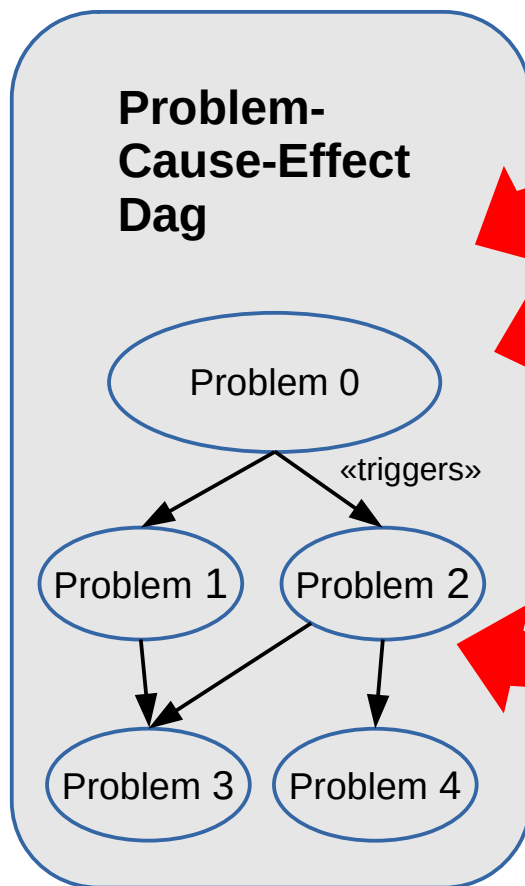 Problem-
Cause-Effect
Dag
Problem 0
«triggers»
Problem 1
Problem 2
Problem 3
Problem 4